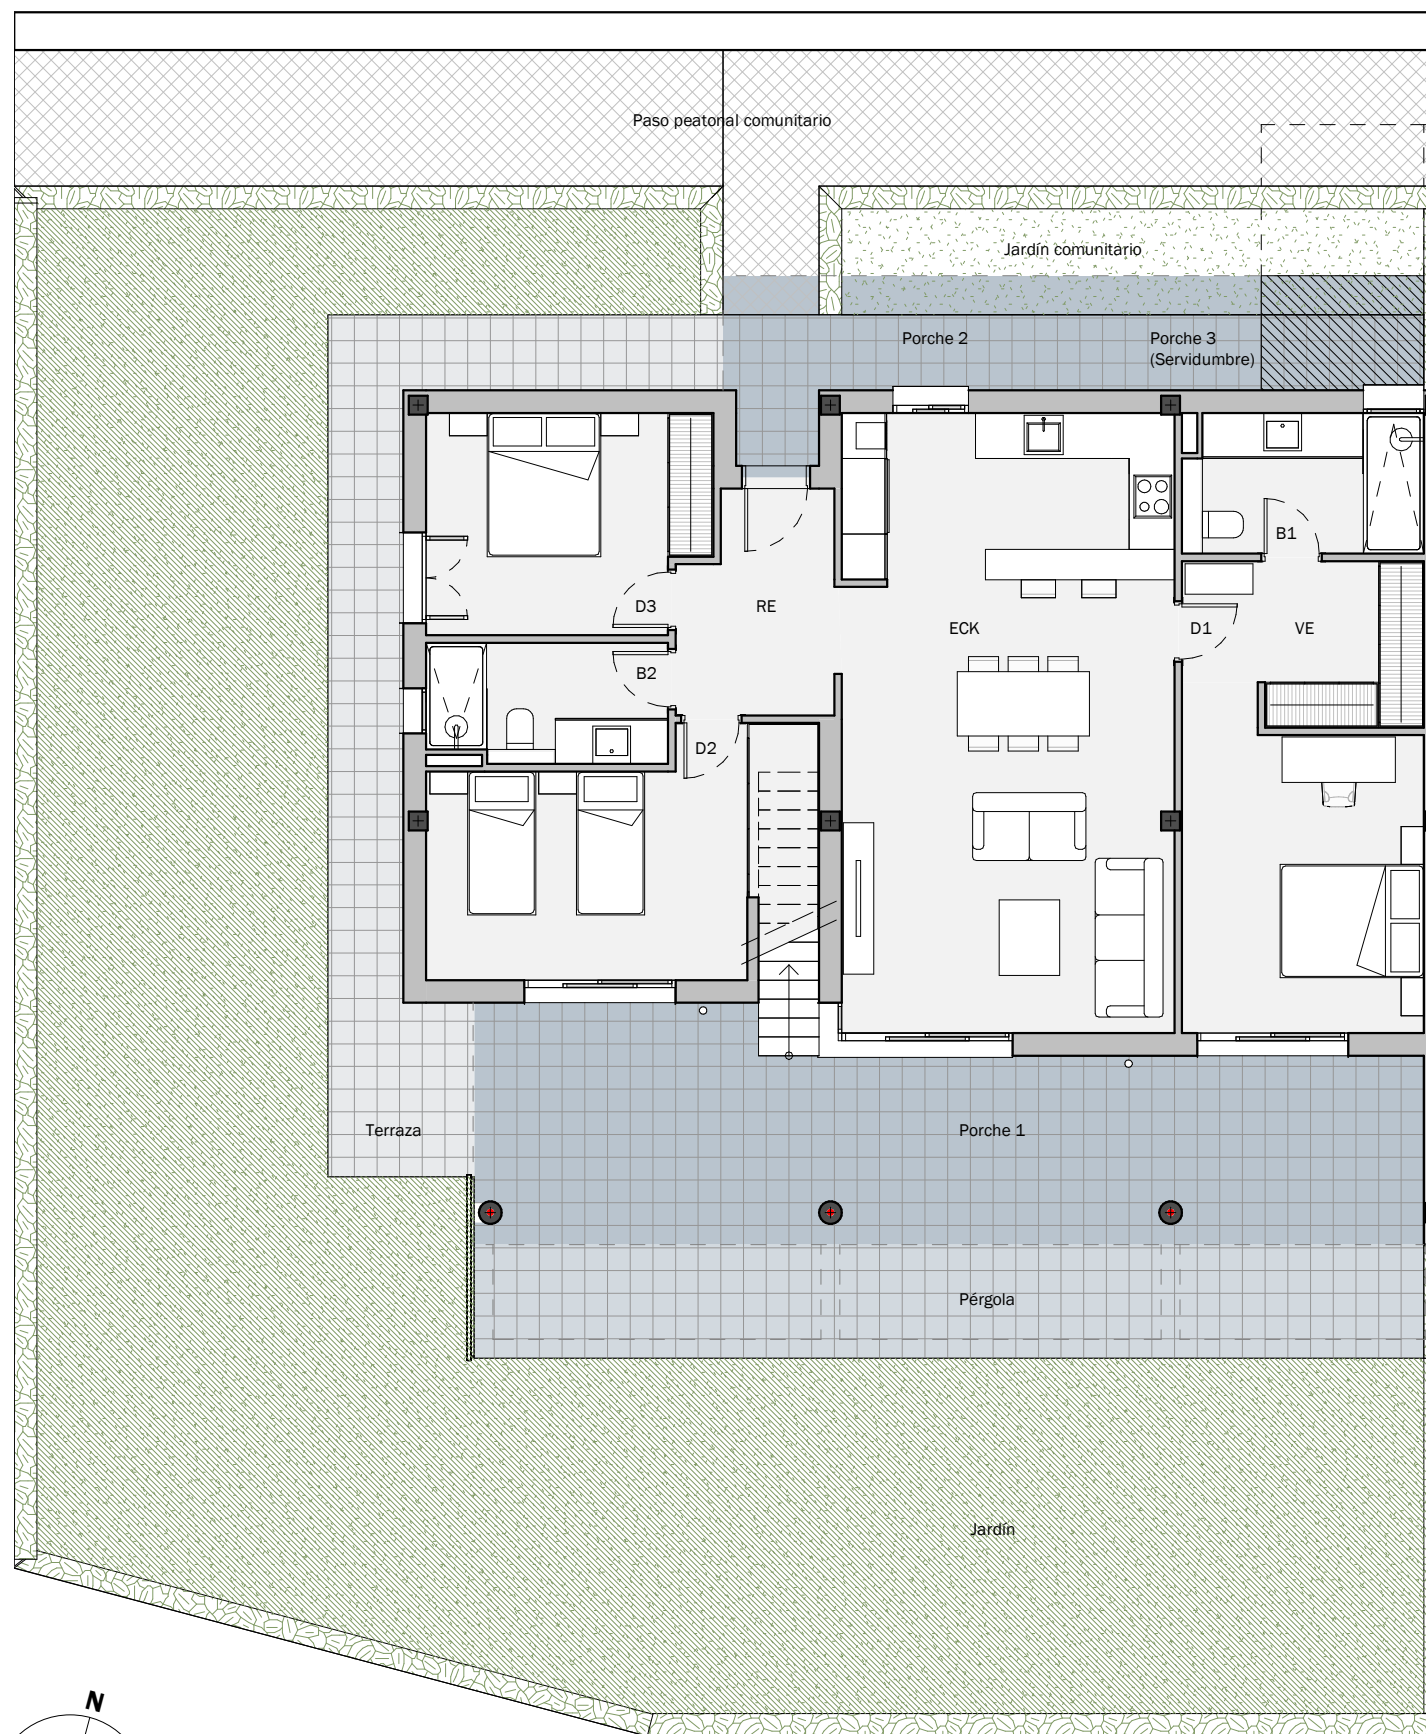 Paso peatonal comunitario
Jardín comunitario
Porche 2
Porche 3
(Servidumbre)
B1
D3
RE
ECK
D1
VE
B2
D2
Terraza
Porche 1
Pérgola
Jardín
N